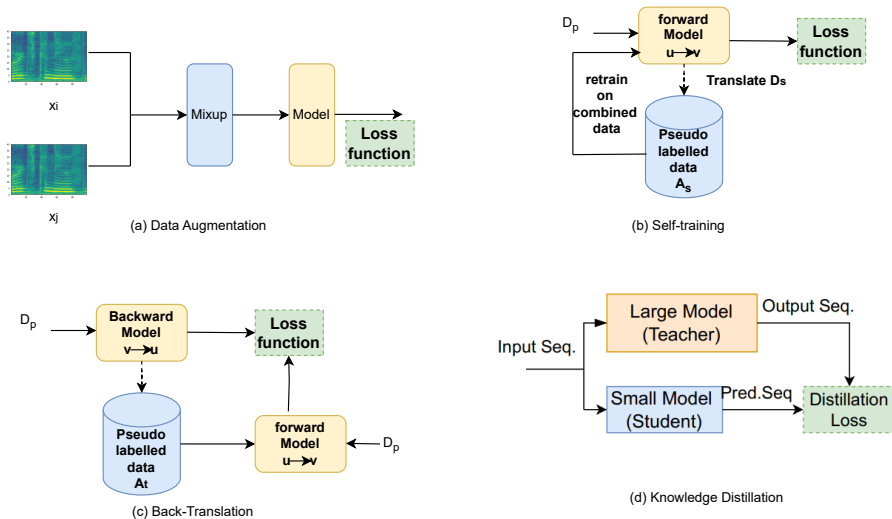 xi
xj
Mixup
Model
Loss
function
(a) Data Augmentation
Dp
forward
Model
u→v
Loss
function
Translate Ds
retrain
on
combined
data
Pseudo
labelled
data
As
(b) Self-training
Dp
Backward
Model
v→u
Loss
function
Pseudo
labelled
data
At
forward
Model
u→v
Dp
(c) Back-Translation
Input Seq.
Large Model
(Teacher)
Output Seq.
Small Model
(Student)
Pred.Seq
Distillation
Loss
(d) Knowledge Distillation